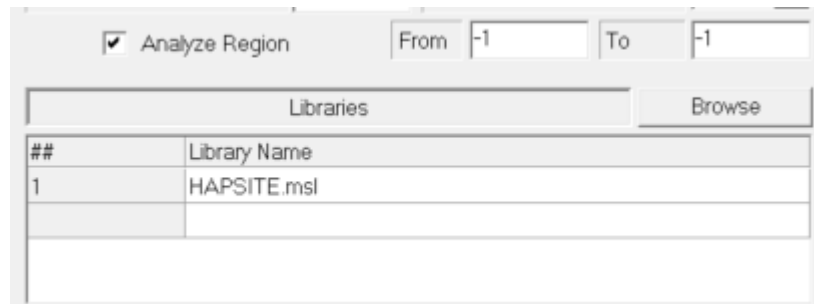 Analyze Region From -1 To -1
Libraries Browse
## Library Name
1 HAPSITE.msl